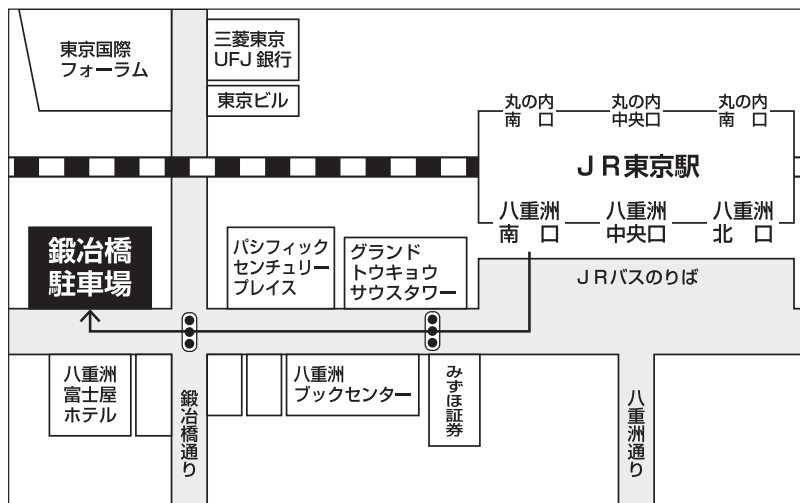 東京国際
フォーラム
三菱東京
UFJ銀行
東京ビル
丸の内
南　口
丸の内
中央口
丸の内
南　口
ＪＲ東京駅
八重洲
南　口
八重洲
中央口
八重洲
北　口
鍛冶橋
駐車場
パシフィック
センチュリー
プレイス
グランド
トウキョウ
サウスタワー
ＪＲバスのりば
八重洲
富士屋
ホテル
鍛冶橋通り
八重洲
ブックセンター
みずほ証券
八重洲通り